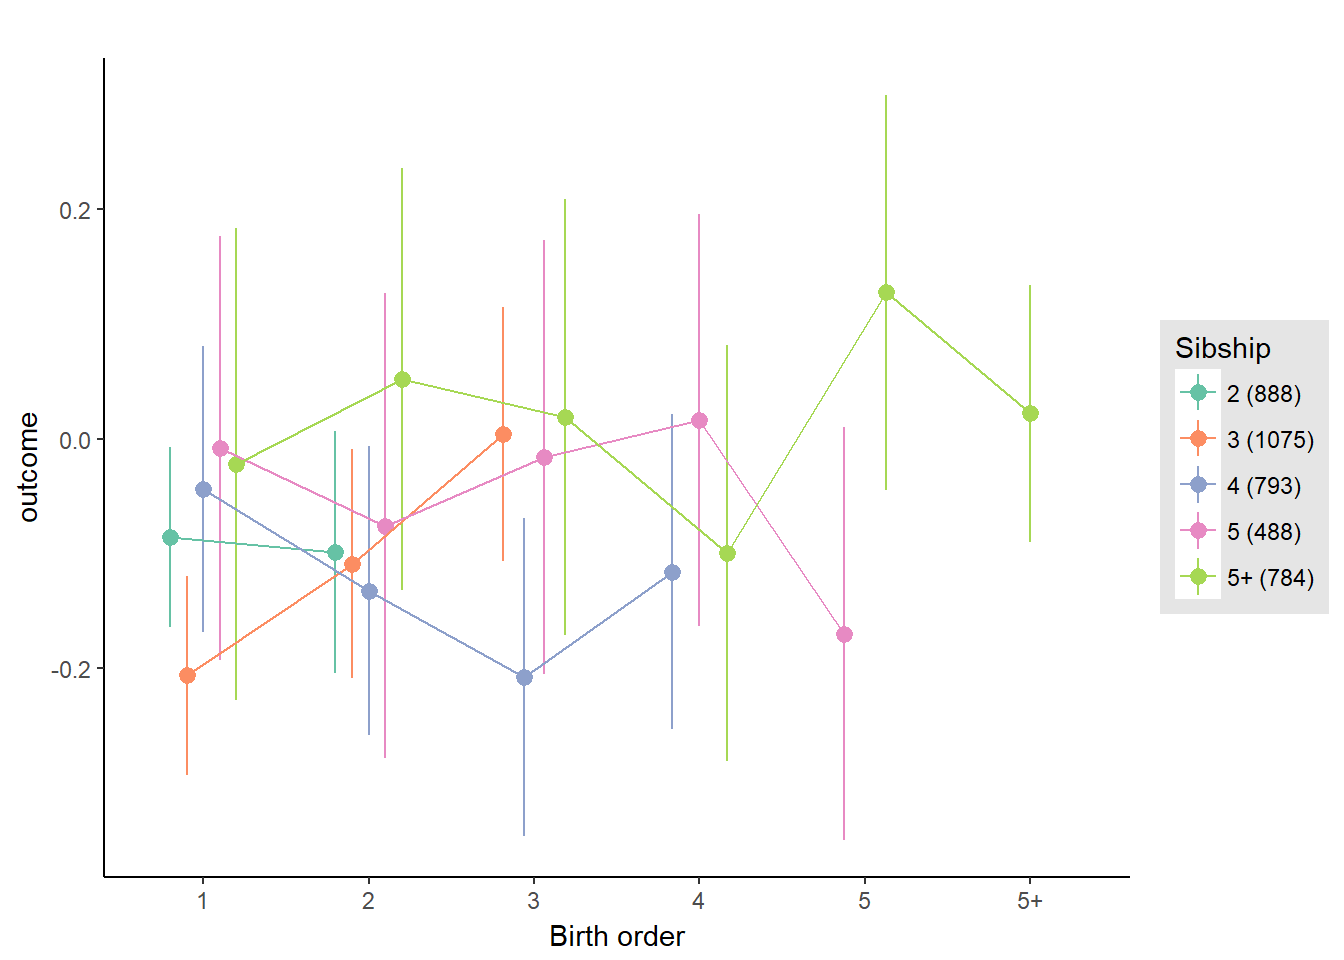 outcome
0.2
0.0
-0.2
1 2 3 4 5 5+
Birth order
Sibship
2 (888)
3 (1075)
4 (793)
5 (488)
5+ (784)